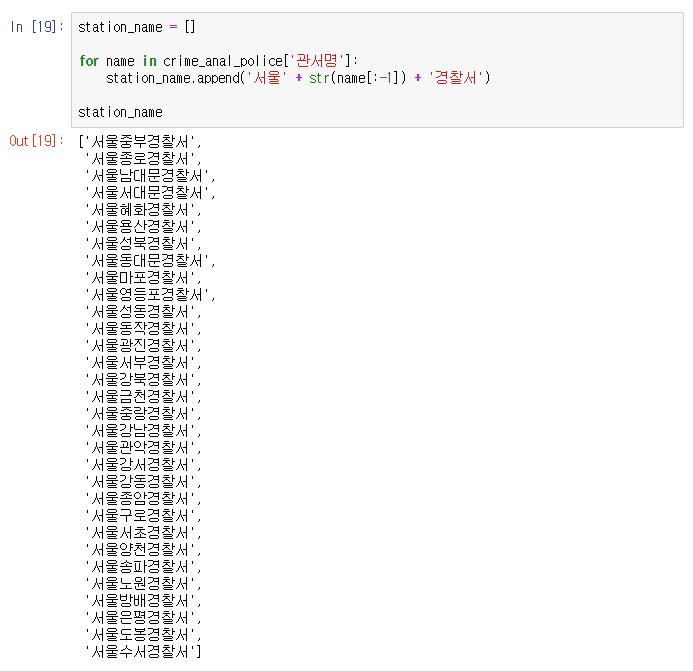 In [19]: station_name = []
for name in crime_anal_police['관서명']:
station_name.append('서울' + str(name[:-1]) + '경찰서')
station_name
Out[19]: ['서울중부경찰서',
'서울종로경찰서',
'서울남대문경찰서',
'서울서대문경찰서',
'서울혜화경찰서',
'서울용산경찰서',
'서울성북경찰서',
'서울동대문경찰서',
'서울마포경찰서',
'서울영등포경찰서',
'서울성동경찰서',
'서울동작경찰서',
'서울광진경찰서',
'서울서부경찰서',
'서울강북경찰서',
'서울금천경찰서',
'서울중랑경찰서',
'서울강남경찰서',
'서울관악경찰서',
'서울강서경찰서',
'서울강동경찰서',
'서울종암경찰서',
'서울구로경찰서',
'서울서초경찰서',
'서울양천경찰서',
'서울송파경찰서',
'서울노원경찰서',
'서울방배경찰서',
'서울은평경찰서',
'서울도봉경찰서',
'서울수서경찰서']